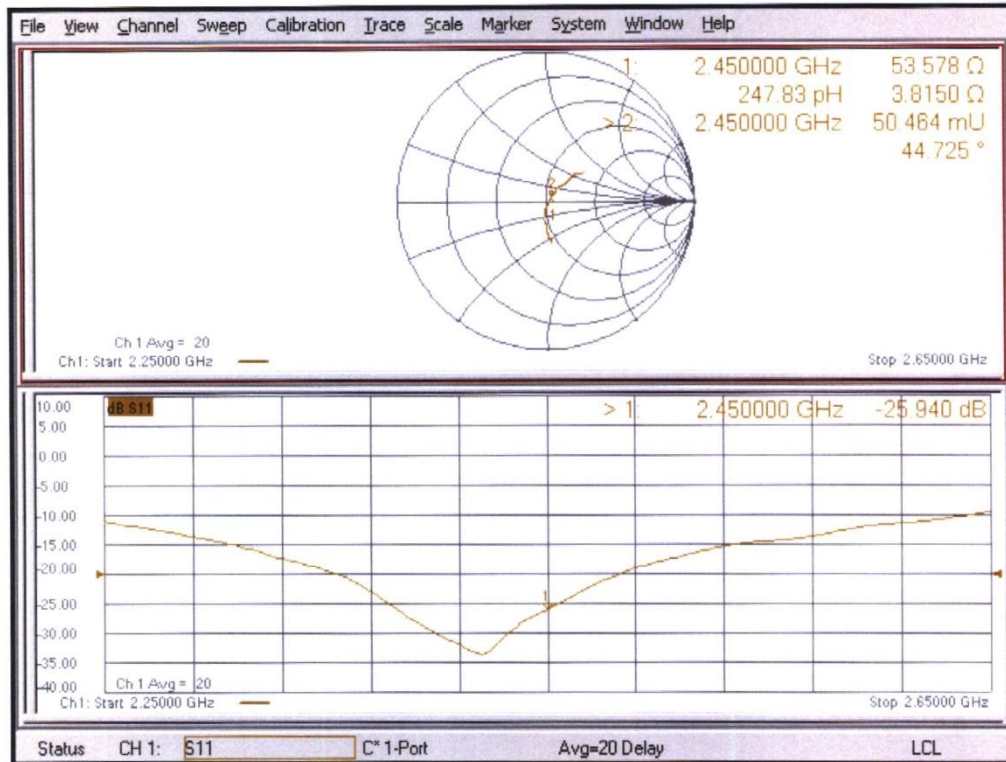 File View Channel Sweep Calibration Trace Scale Marker System Window Help
1: 2.450000 GHz 53.578 Ω
247.83 pH 3.8150 Ω
> 2: 2.450000 GHz 50.464 mU
44.725 °
2
1
Ch 1 Avg = 20
Ch1: Start 2.25000 GHz Stop 2.65000 GHz
10.00 dB S11 > 1: 2.450000 GHz -25.940 dB
5.00
0.00
-5.00
-10.00
-15.00
-20.00
-25.00 1
-30.00
-35.00
-40.00 Ch 1 Avg = 20
Ch1: Start 2.25000 GHz Stop 2.65000 GHz
Status CH 1: S11 C* 1-Port Avg=20 Delay LCL